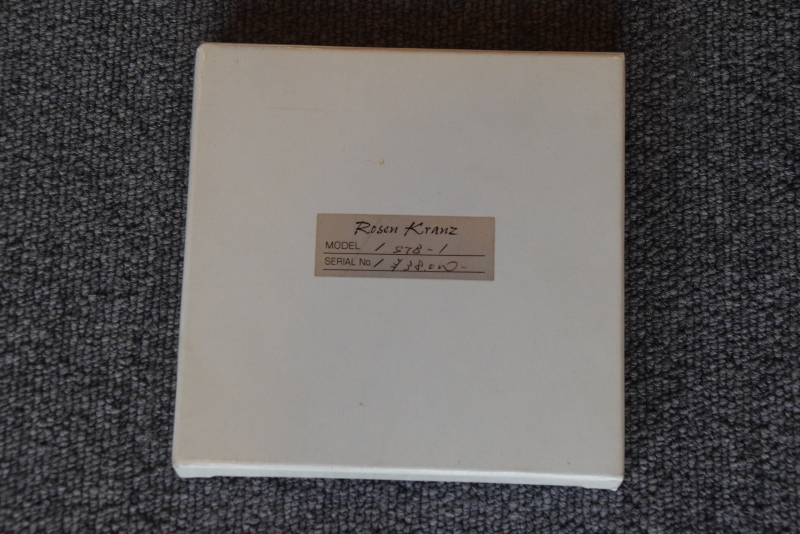 Rosen Kranz
MODEL / STB-1
SERIAL No. / ¥38,000-